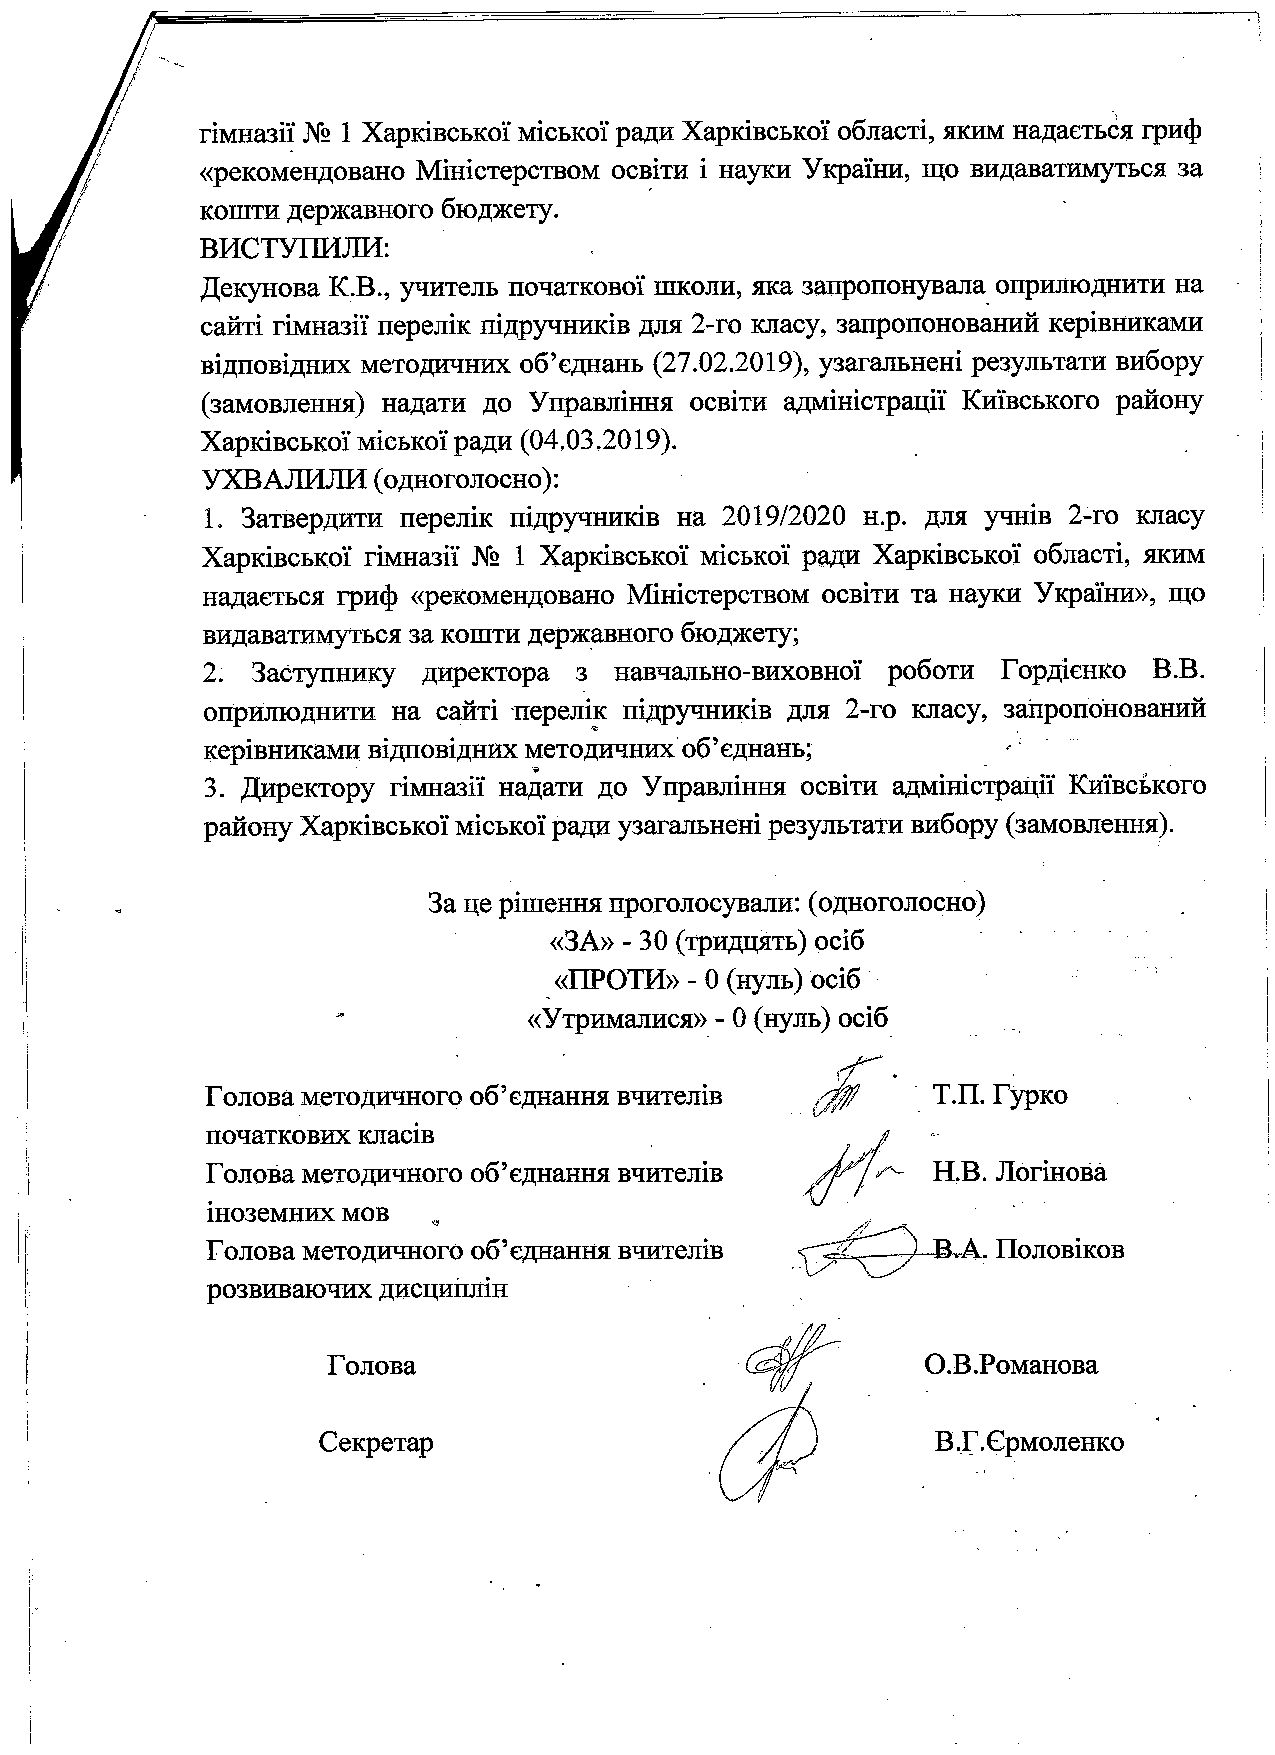 гімназії № 1 Харківської міської ради Харківської області, яким надається гриф
«рекомендовано Міністерством освіти і науки України, що видаватимуться за
кошти державного бюджету.
ВИСТУПИЛИ:
Декунова К.В., учитель початкової школи, яка запропонувала оприлюднити на
сайті гімназії перелік підручників для 2-го класу, запропонований керівниками
відповідних методичних об’єднань (27.02.2019), узагальнені результати вибору
(замовлення) надати до Управління освіти адміністрації Київського району
Харківської міської ради (04.03.2019).
УХВАЛИЛИ (одноголосно):
1. Затвердити перелік підручників на 2019/2020 н.р. для учнів 2-го класу
Харківської гімназії № 1 Харківської міської ради Харківської області, яким
надається гриф «рекомендовано Міністерством освіти та науки України», що
видаватимуться за кошти державного бюджету;
2. Заступнику директора з навчально-виховної роботи Гордієнко В.В.
оприлюднити на сайті перелік підручників для 2-го класу, запропонований
керівниками відповідних методичних об’єднань;
3. Директору гімназії надати до Управління освіти адміністрації Київського
району Харківської міської ради узагальнені результати вибору (замовлення).
За це рішення проголосували: (одноголосно)
«ЗА» - 30 (тридцять) осіб
«ПРОТИ» - 0 (нуль) осіб
«Утрималися» - 0 (нуль) осіб
Голова методичного об’єднання вчителів Т.П. Гурко
початкових класів
Голова методичного об’єднання вчителів Н.В. Логінова
іноземних мов
Голова методичного об’єднання вчителів В.А. Половіков
розвиваючих дисциплін
Голова О.В.Романова
Секретар В.Г.Єрмоленко